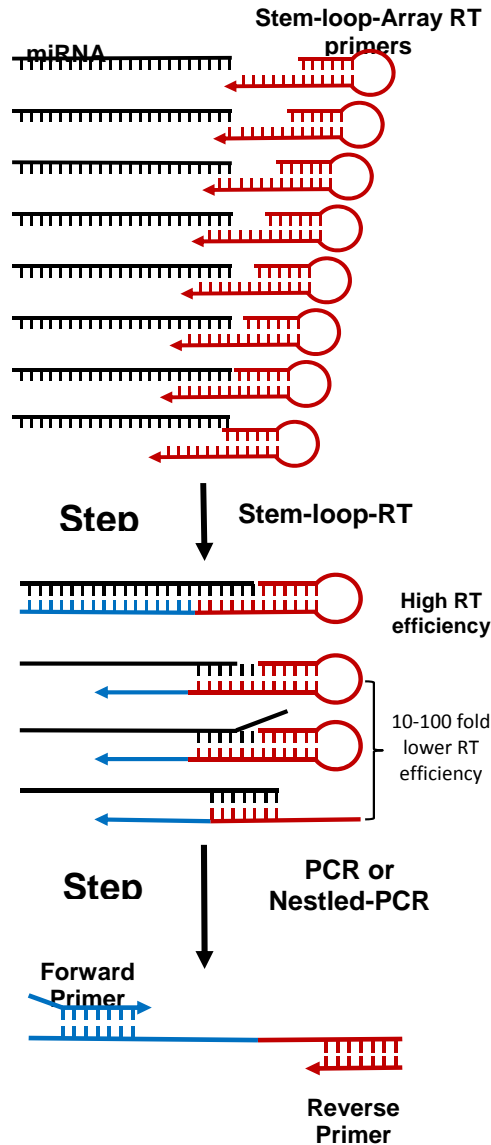 miRNA
Stem-loop-Array RT
primers
Step
Stem-loop-RT
High RT
efficiency
10-100 fold
lower RT
efficiency
Step
PCR or
Nestled-PCR
Forward
Primer
Reverse
Primer